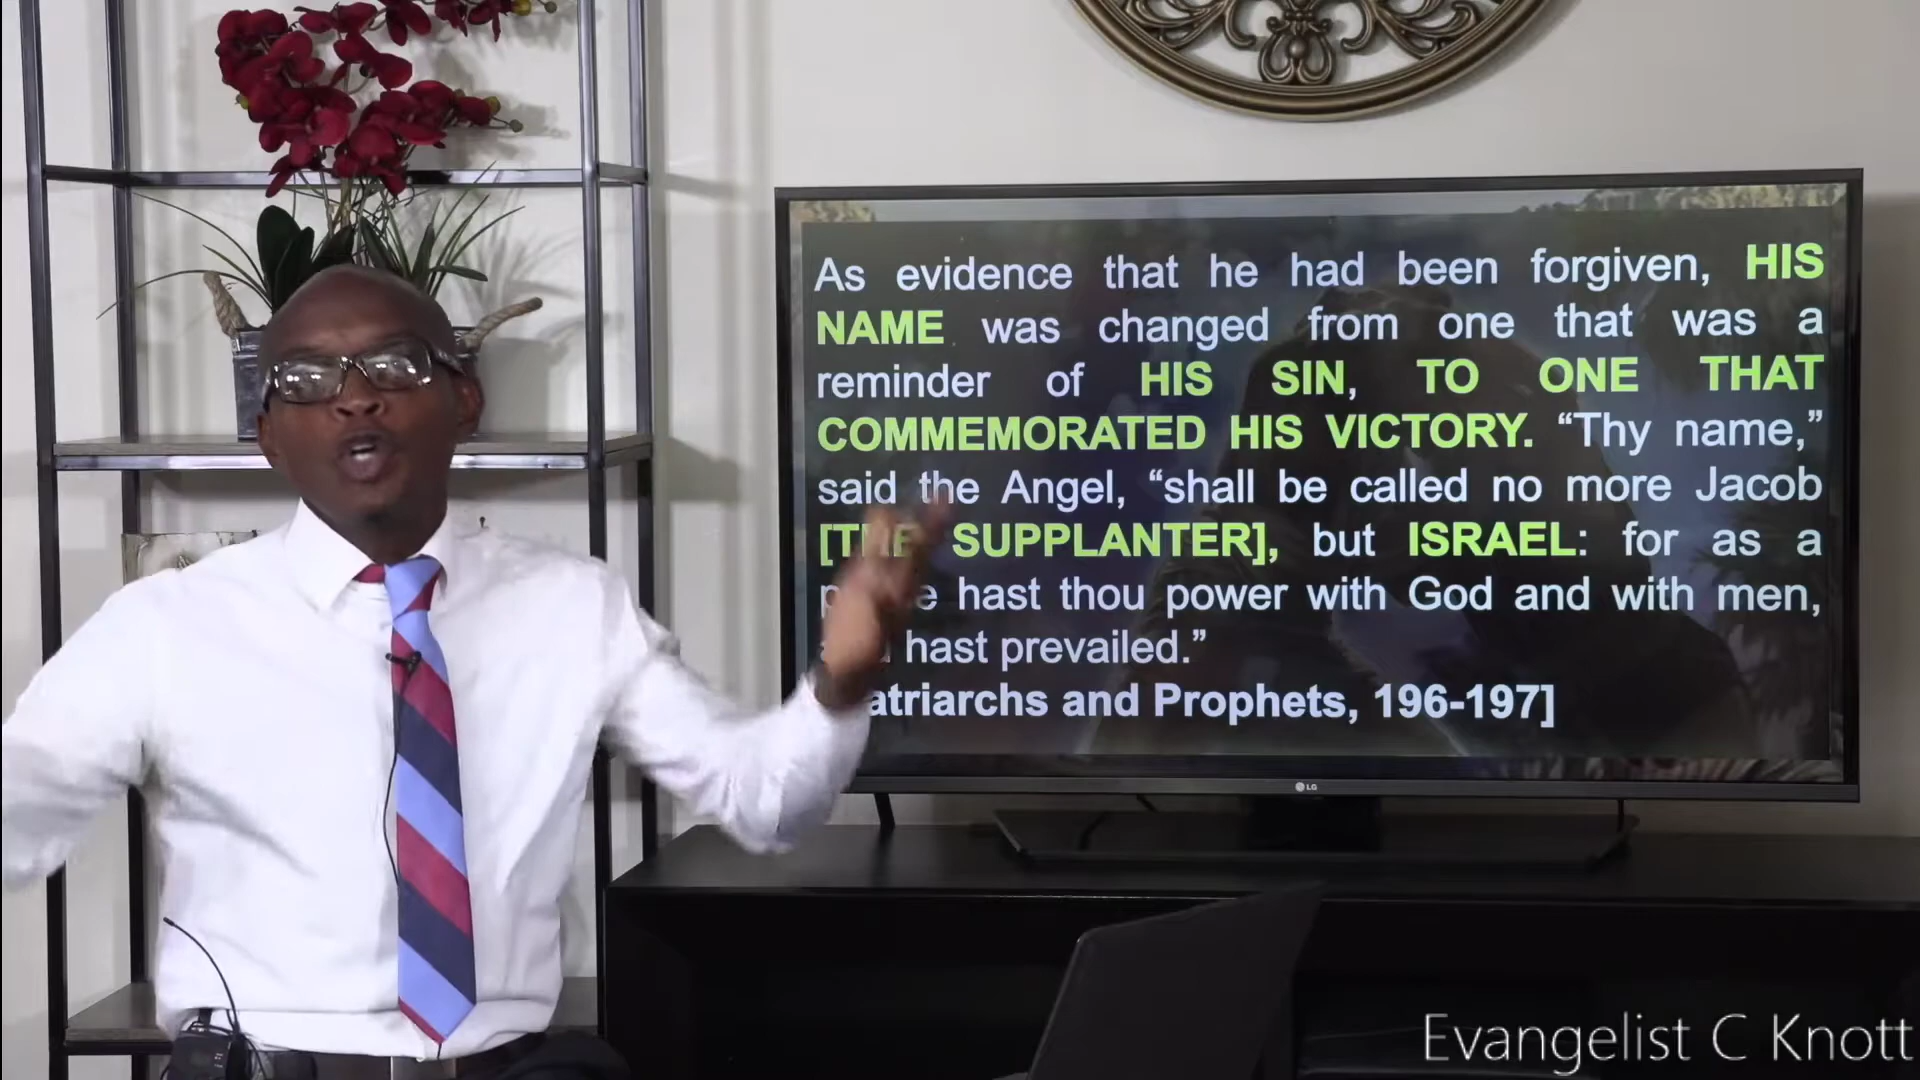 As evidence that he had been forgiven, HIS
NAME was changed from one that was a
reminder of HIS SIN, TO ONE THAT
COMMEMORATED HIS VICTORY. “Thy name,”
said the Angel, “shall be called no more Jacob
[THE SUPPLANTER], but ISRAEL: for as a
hast thou power with God and with men,
hast prevailed.”
atriarchs and Prophets, 196-197]
LG
Evangelist C Knott